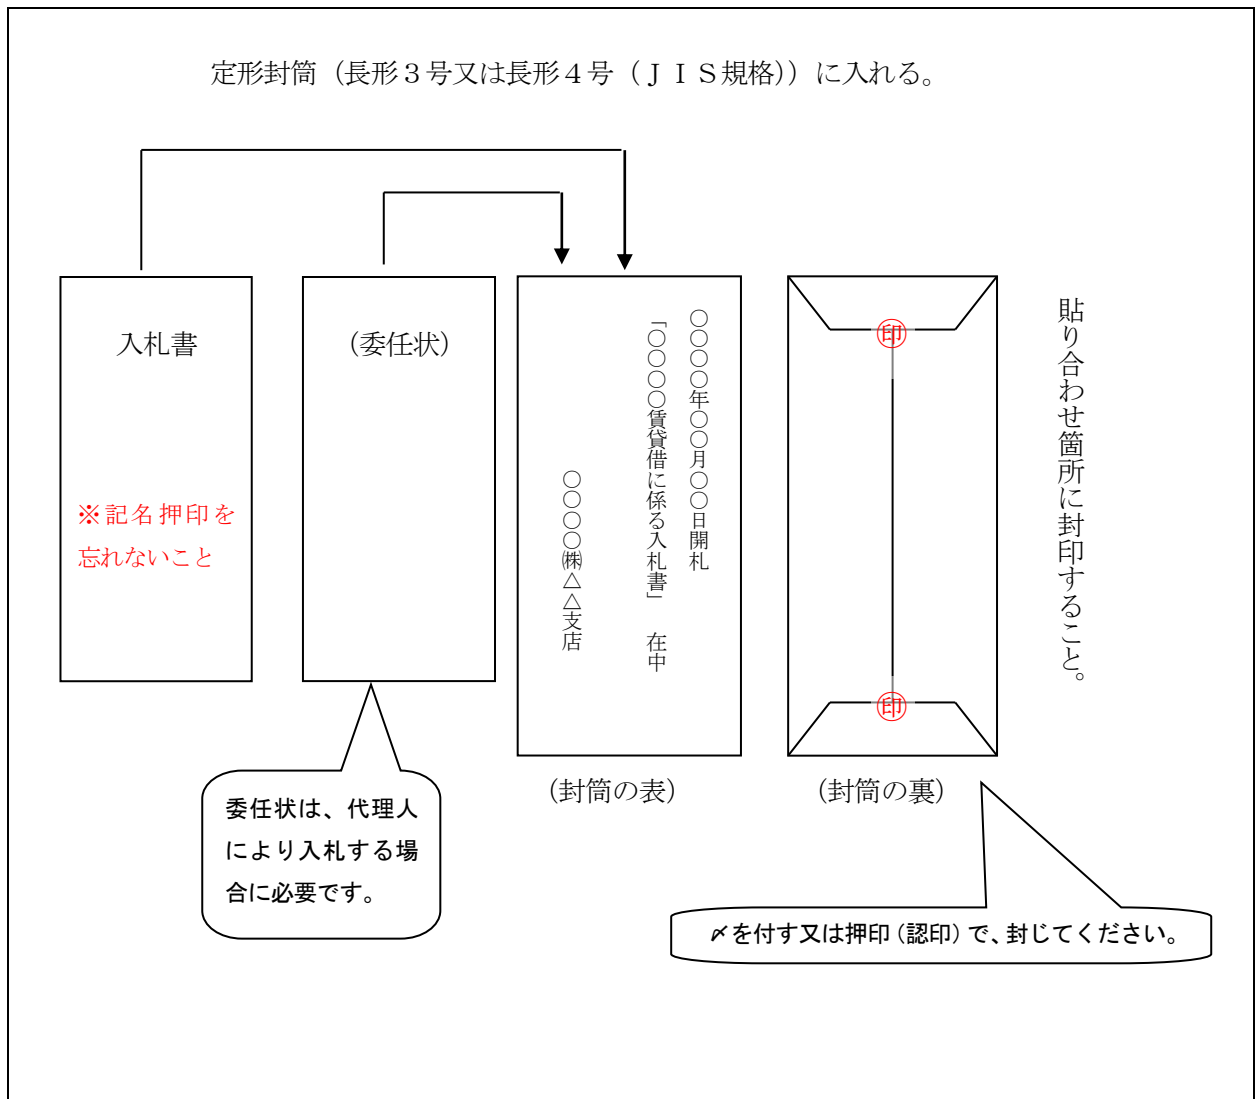 定形封筒（長形３号又は長形４号（ＪＩＳ規格））に入れる。
入札書
※記名押印を
忘れないこと
（委任状）
〇〇〇〇年〇〇月〇〇日開札
「〇〇〇〇賃貸借に係る入札書」　在中
〇〇〇〇㈱△△支店
印
印
貼り合わせ箇所に封印すること。
（封筒の表）
（封筒の裏）
委任状は、代理人
により入札する場
合に必要です。
〆を付す又は押印（認印）で、封じてください。